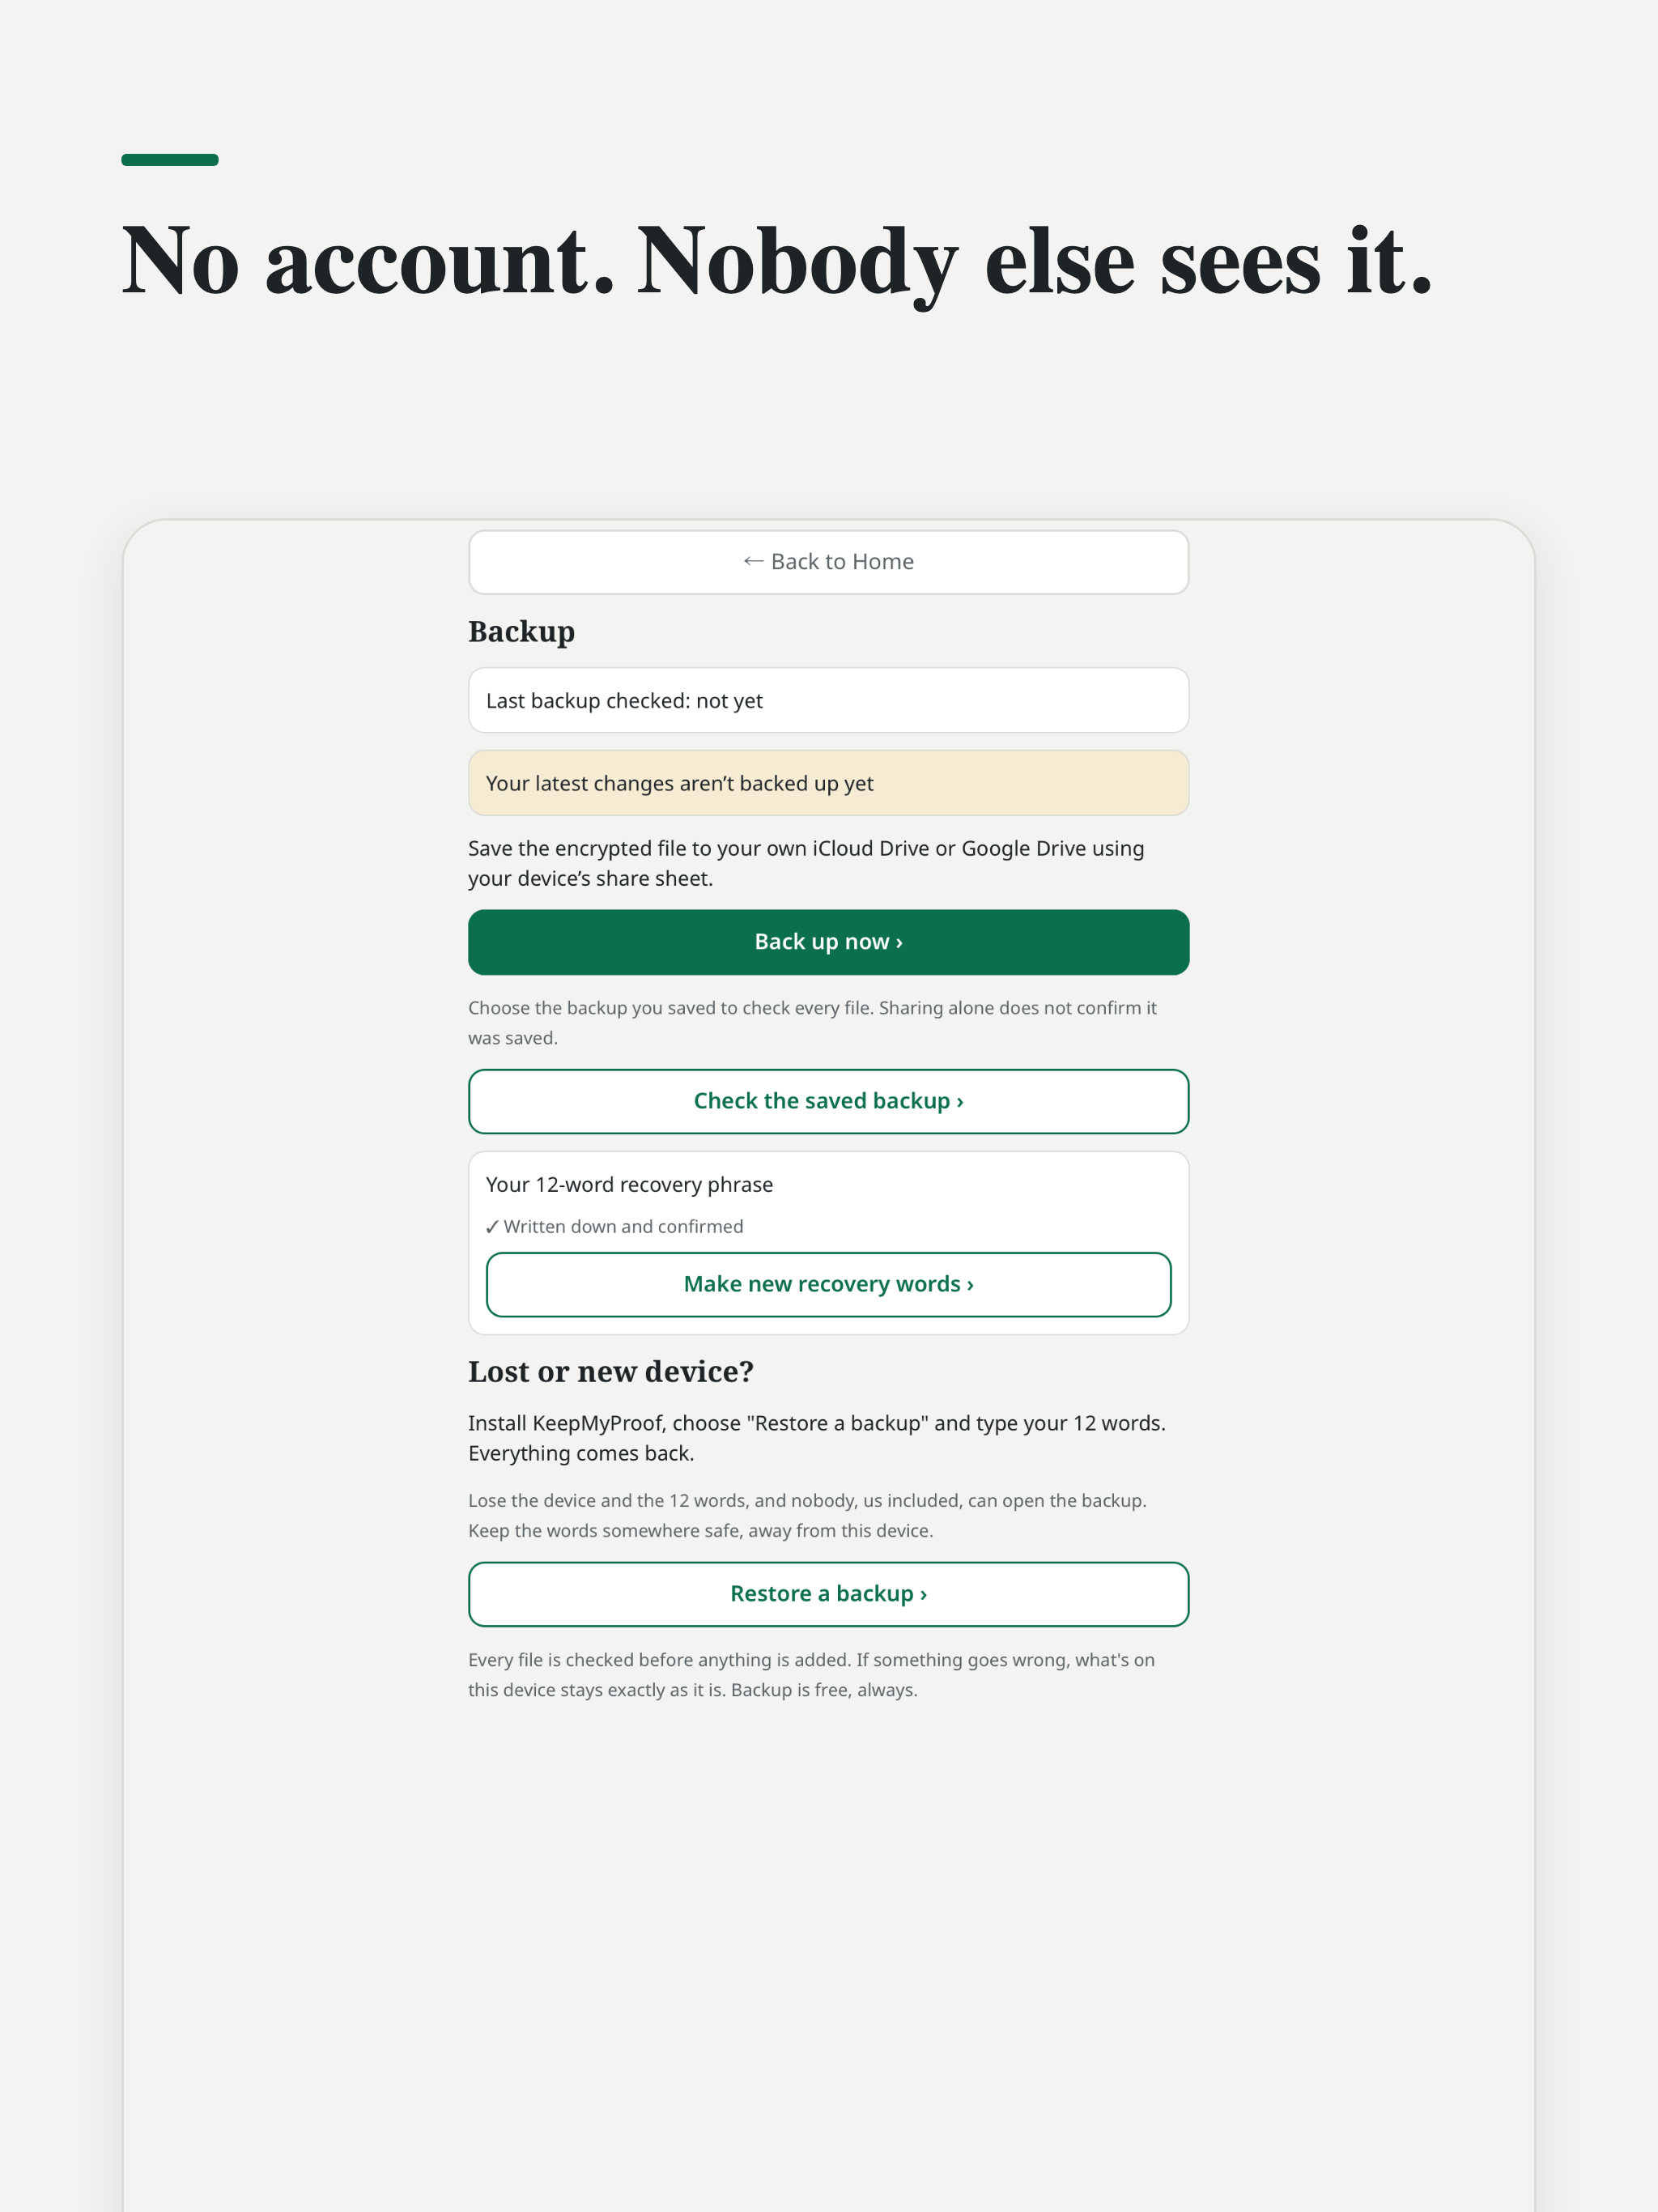 No account. Nobody else sees it.
← Back to Home
Backup
Last backup checked: not yet
Your latest changes aren’t backed up yet
Save the encrypted file to your own iCloud Drive or Google Drive using
your device’s share sheet.
Back up now ›
Choose the backup you saved to check every file. Sharing alone does not confirm it
was saved.
Check the saved backup ›
Your 12-word recovery phrase
✓ Written down and confirmed
Make new recovery words ›
Lost or new device?
Install KeepMyProof, choose "Restore a backup" and type your 12 words.
Everything comes back.
Lose the device and the 12 words, and nobody, us included, can open the backup.
Keep the words somewhere safe, away from this device.
Restore a backup ›
Every file is checked before anything is added. If something goes wrong, what's on
this device stays exactly as it is. Backup is free, always.